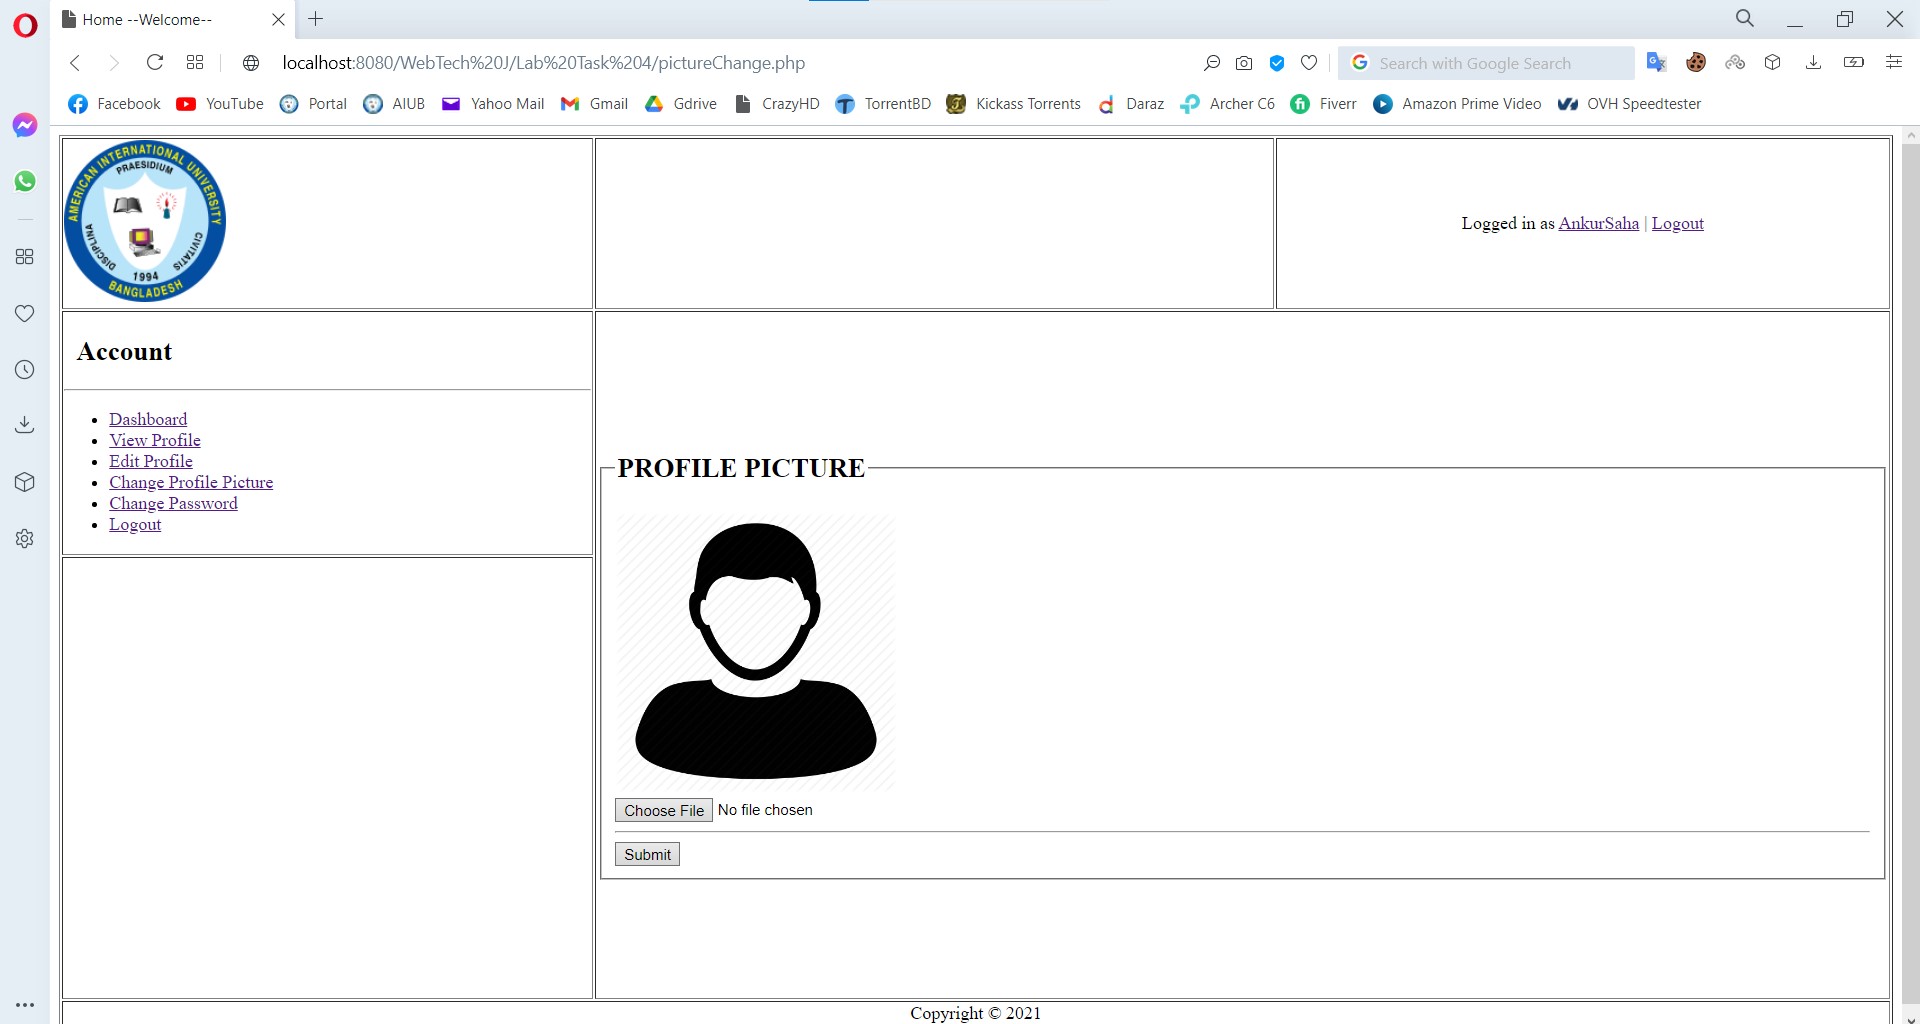 Home --Welcome--
localhost:8080/WebTech%20J/Lab%20Task%204/pictureChange.php
Search with Google Search
Facebook YouTube Portal AIUB Yahoo Mail Gmail Gdrive CrazyHD TorrentBD Kickass Torrents Daraz Archer C6 Fiverr Amazon Prime Video OVH Speedtester
AMERICAN INTERNATIONAL UNIVERSITY
PRAESIDIUM
DISCIPLINA
CIVITATIS
1994
BANGLADESH
Logged in as AnkurSaha | Logout
Account
Dashboard
View Profile
Edit Profile
Change Profile Picture
Change Password
Logout
PROFILE PICTURE
Choose File No file chosen
Submit
Copyright © 2021